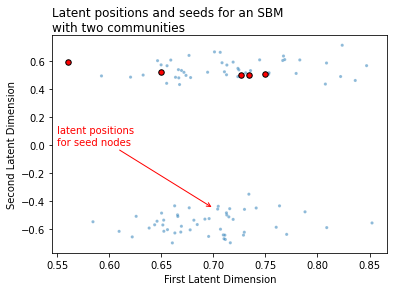 Latent positions and seeds for an SBM
with two communities
Second Latent Dimension
0.6
0.4
0.2
0.0
−0.2
−0.4
−0.6
latent positions
for seed nodes
0.55 0.60 0.65 0.70 0.75 0.80 0.85
First Latent Dimension